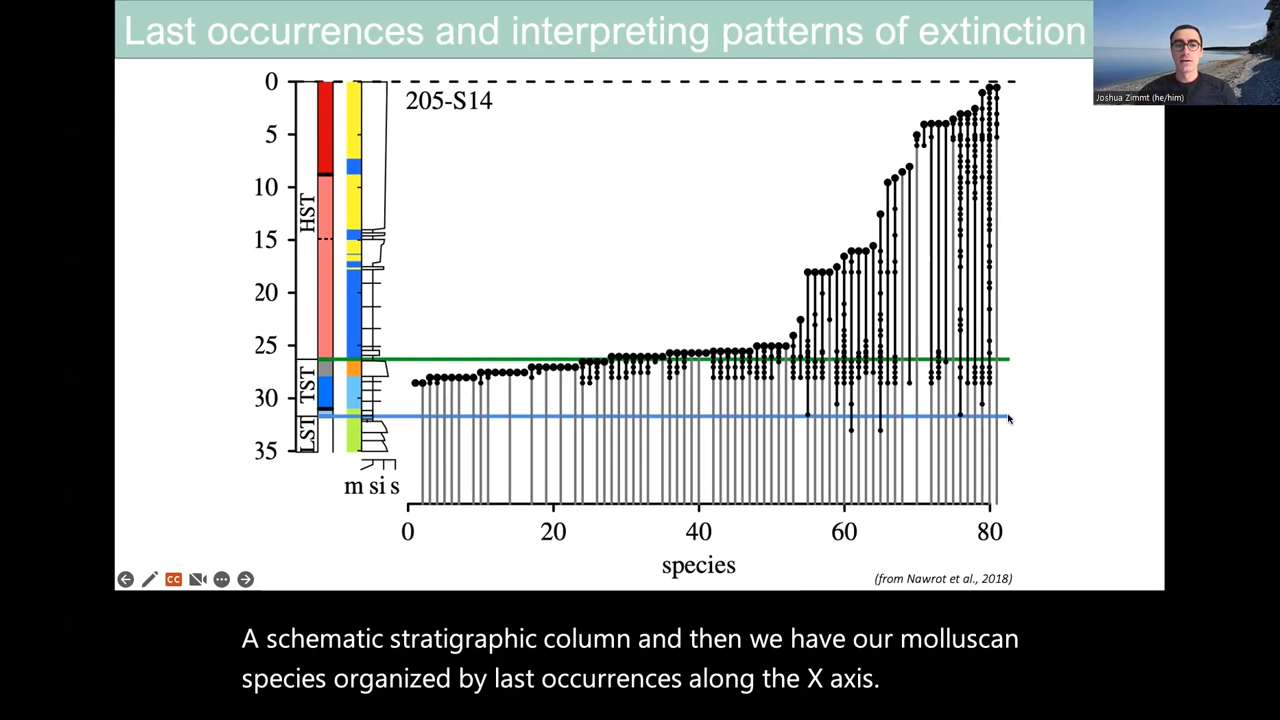 Last occurrences and interpreting patterns of extinction
Joshua Zimmt (he/him)
0
205-S14
5
10
HST
15
20
25
TST
30
LST
35
m si s
0 20 40 60 80
species
(from Nawrot et al., 2018)
CC
A schematic stratigraphic column and then we have our molluscan
species organized by last occurrences along the X axis.